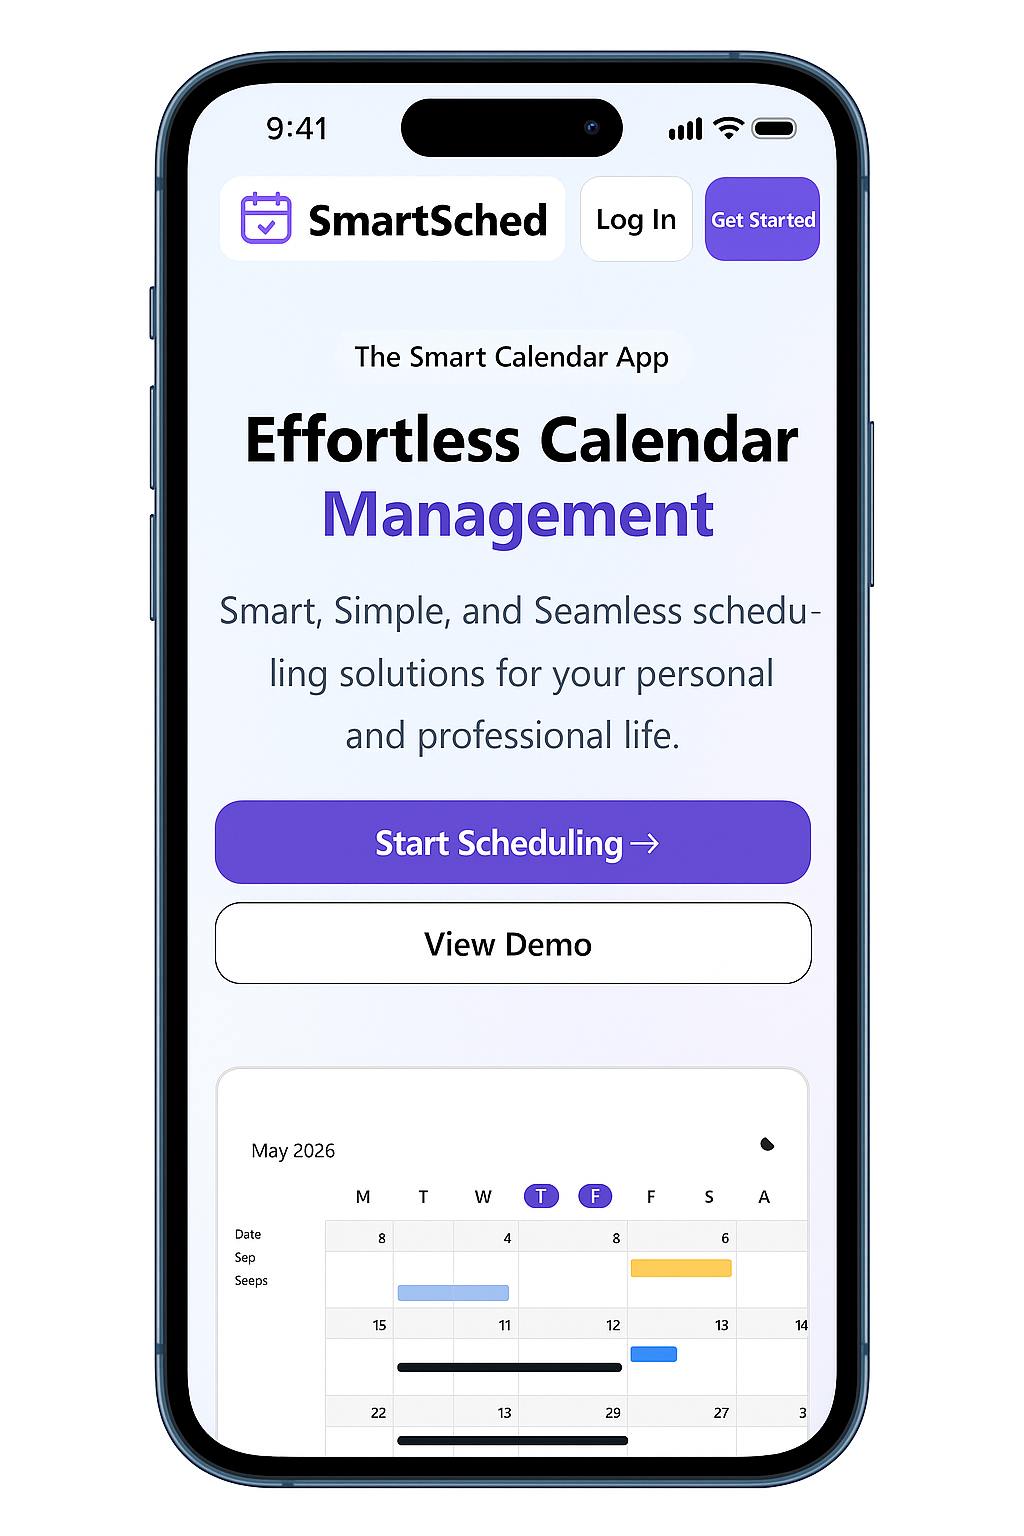 9:41
SmartSched
Log In
Get Started
The Smart Calendar App
Effortless Calendar
Management
Smart, Simple, and Seamless schedu-
ling solutions for your personal
and professional life.
Start Scheduling →
View Demo
May 2026
M T W T F F S A
Date
Sep
Seeps
8 4 8 6
15 11 12 13 14
22 13 29 27 3